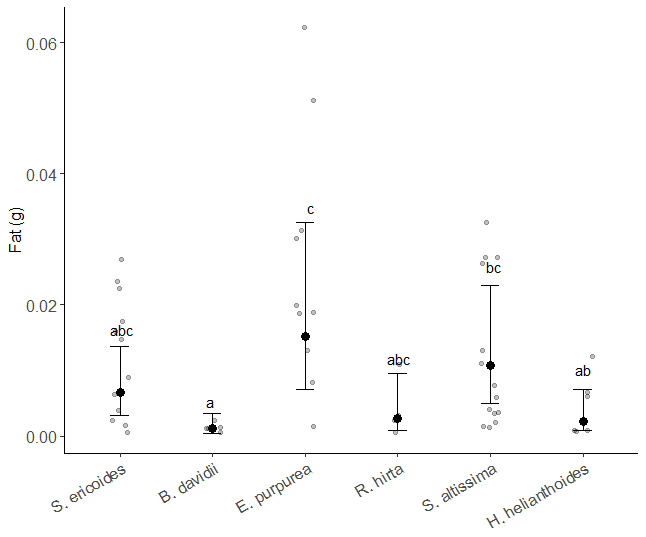 0.06
0.04
0.02
0.00
Fat (g)
c
bc
abc
abc
ab
a
S. ericoides
B. davidii
E. purpurea
R. hirta
S. altissima
H. helianthoides